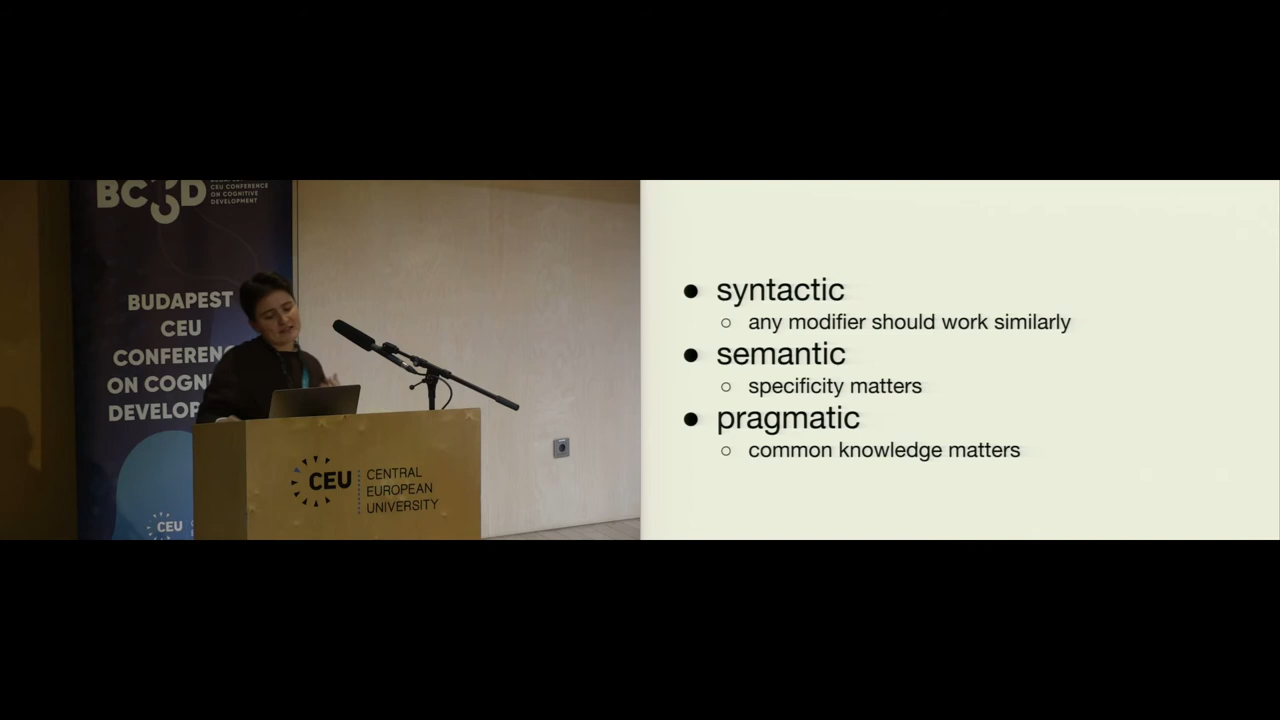 BC
D
CEU CONFERENCE
ON COGNITIVE
DEVELOPMENT
BUDAPEST
CEU
CONFERENC
ON COGNI
DEVELOP
CEU
CEU
CENTRAL
EUROPEAN
UNIVERSITY
● syntactic
○ any modifier should work similarly
● semantic
○ specificity matters
● pragmatic
○ common knowledge matters